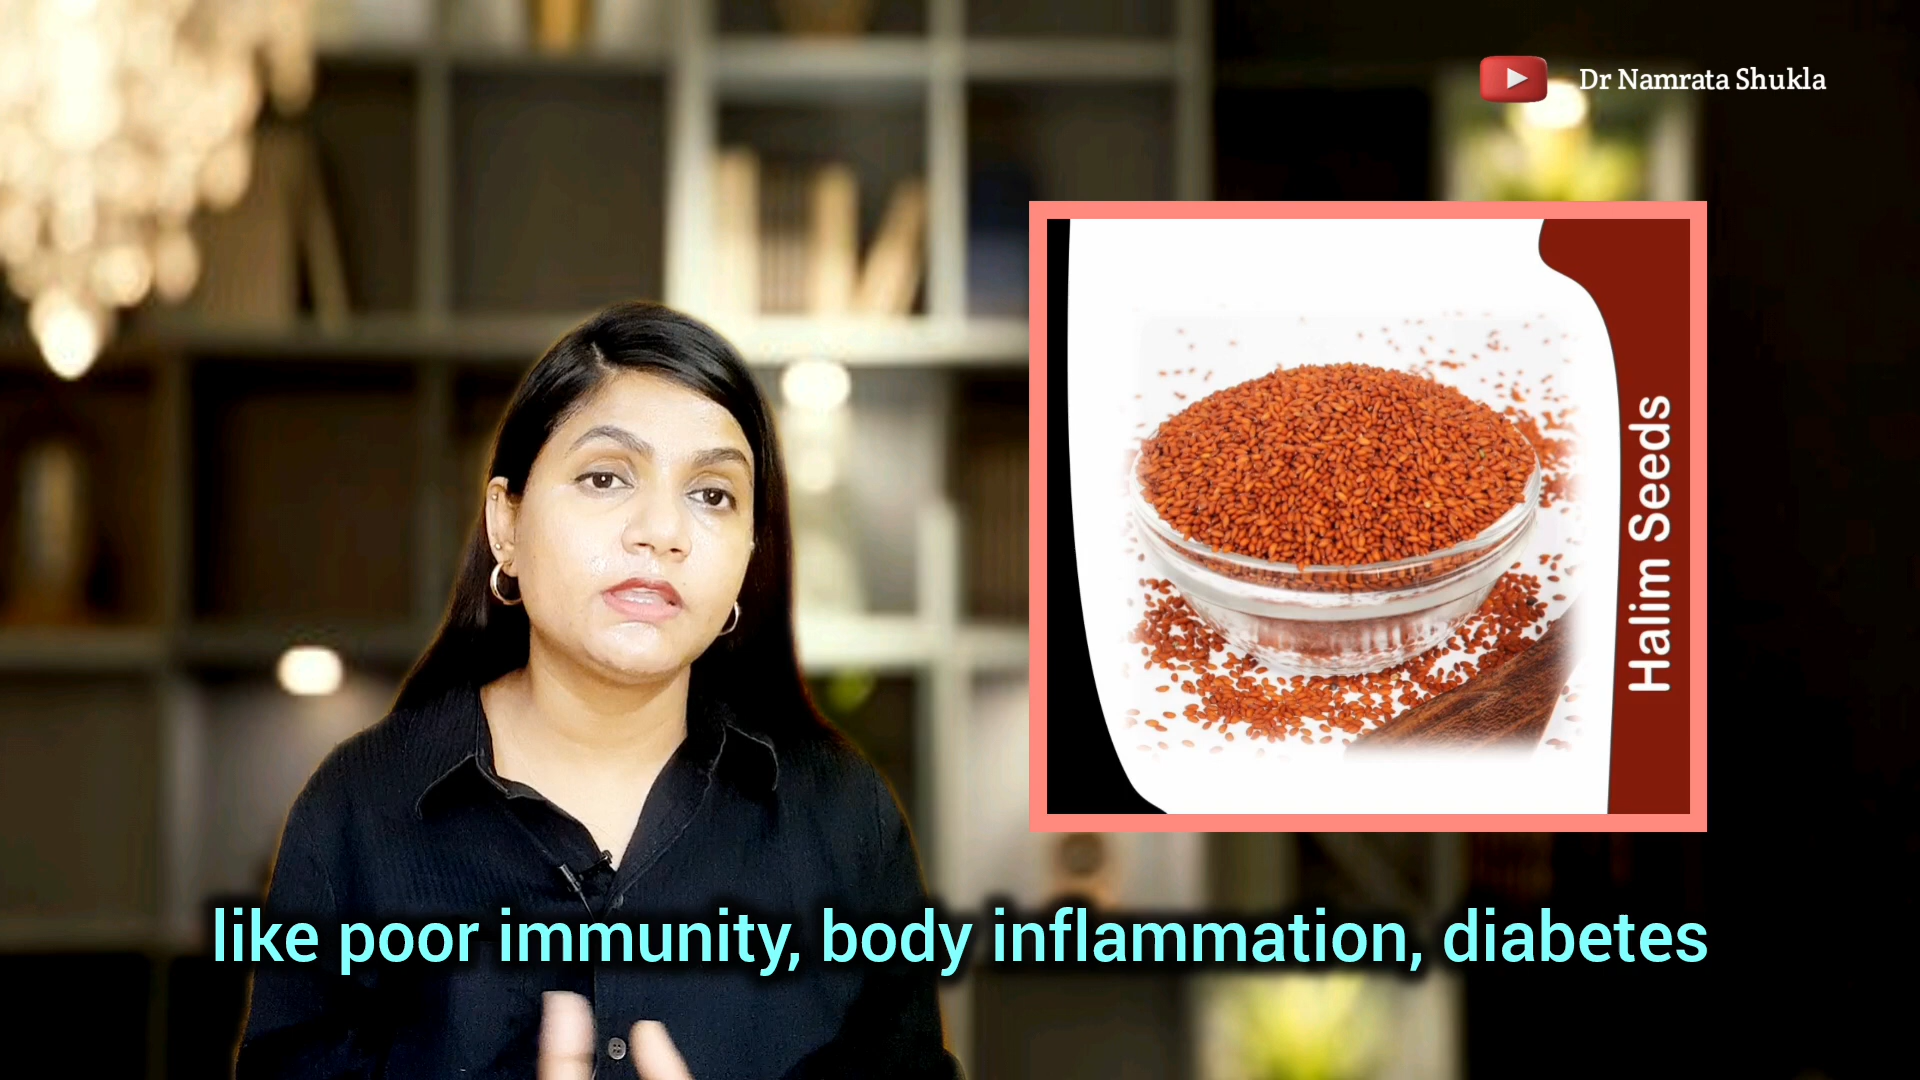 Dr Namrata Shukla
Halim Seeds
like poor immunity, body inflammation, diabetes